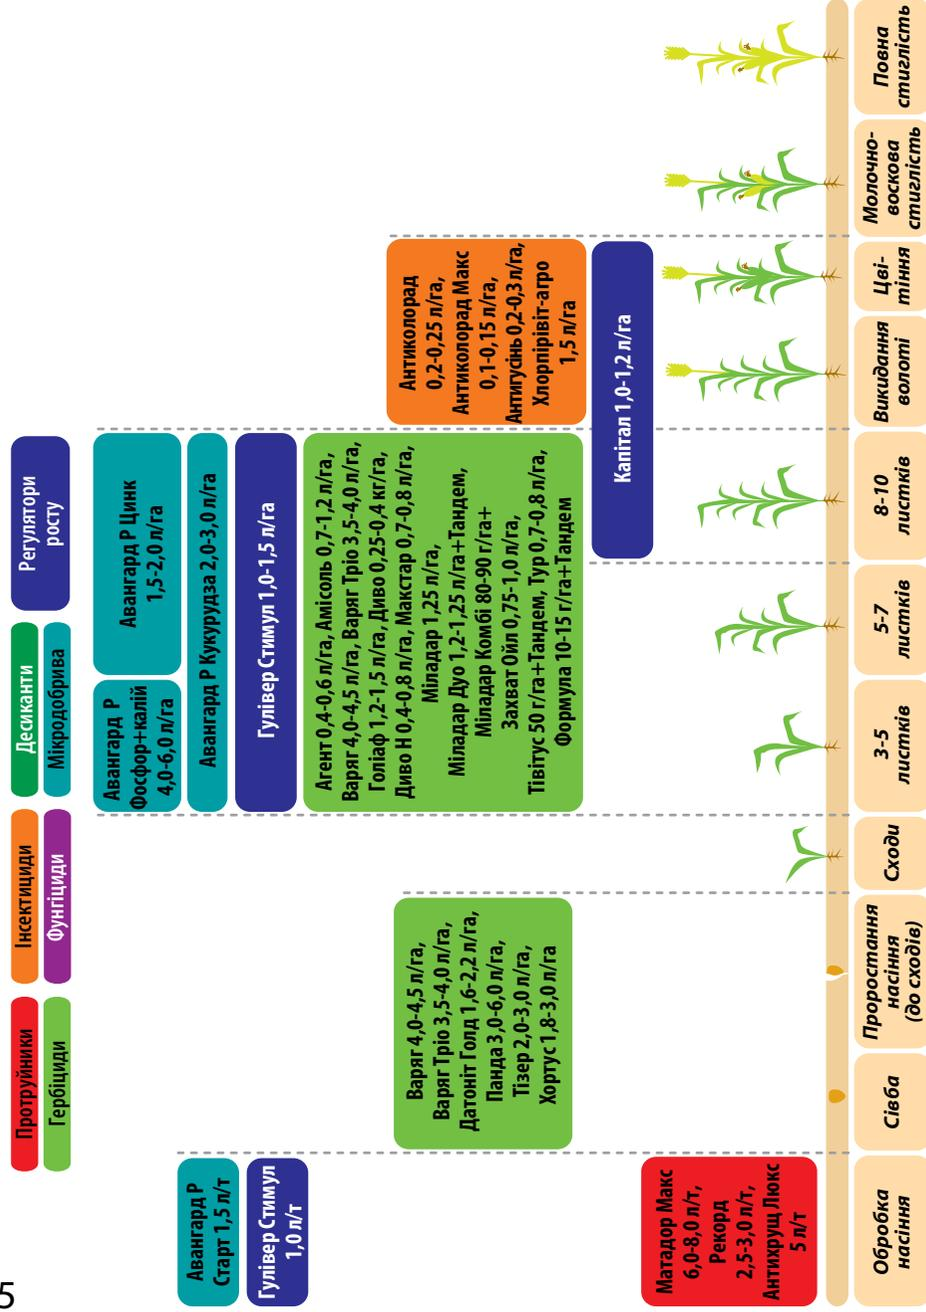 5
Протруйники
Інсектициди
Десиканти
Регулятори
росту
Гербіциди
Фунгіциди
Мікродобрива
Авангард Р
Старт 1,5 л/т
Гулівер Стимул
1,0 л/т
Матадор Макс
6,0-8,0 л/т,
Рекорд
2,5-3,0 л/т,
Антихрущ Люкс
5 л/т
Варяг 4,0-4,5 л/га,
Варяг Тріо 3,5-4,0 л/га,
Датоніт Голд 1,6-2,2 л/га,
Панда 3,0-6,0 л/га,
Тізер 2,0-3,0 л/га,
Хортус 1,8-3,0 л/га
Авангард Р
Фосфор+калій
4,0-6,0 л/га
Авангард Р Цинк
1,5-2,0 л/га
Авангард Р Кукурудза 2,0-3,0 л/га
Гулівер Стимул 1,0-1,5 л/га
Агент 0,4-0,6 л/га, Амісоль 0,7-1,2 л/га,
Варяг 4,0-4,5 л/га, Варяг Тріо 3,5-4,0 л/га,
Голіаф 1,2-1,5 л/га, Диво 0,25-0,4 кг/га,
Диво Н 0,4-0,8 л/га, Макстар 0,7-0,8 л/га,
Міладар 1,25 л/га,
Міладар Дуо 1,2-1,25 л/га+Тандем,
Міладар Комбі 80-90 г/га+
Захват Ойл 0,75-1,0 л/га,
Тівітус 50 г/га+Тандем, Тур 0,7-0,8 л/га,
Формула 10-15 г/га+Тандем
Антиколорад
0,2-0,25 л/га,
Антиколорад Макс
0,1-0,15 л/га,
Антигусінь 0,2-0,3 л/га,
Хлорпірівіт-агро
1,5 л/га
Капітал 1,0-1,2 л/га
Обробка
насіння
Сівба
Проростання
насіння
(до сходів)
Сходи
3-5
листків
5-7
листків
8-10
листків
Викидання
волоті
Цві-
тіння
Молочно-
воскова
стиглість
Повна
стиглість